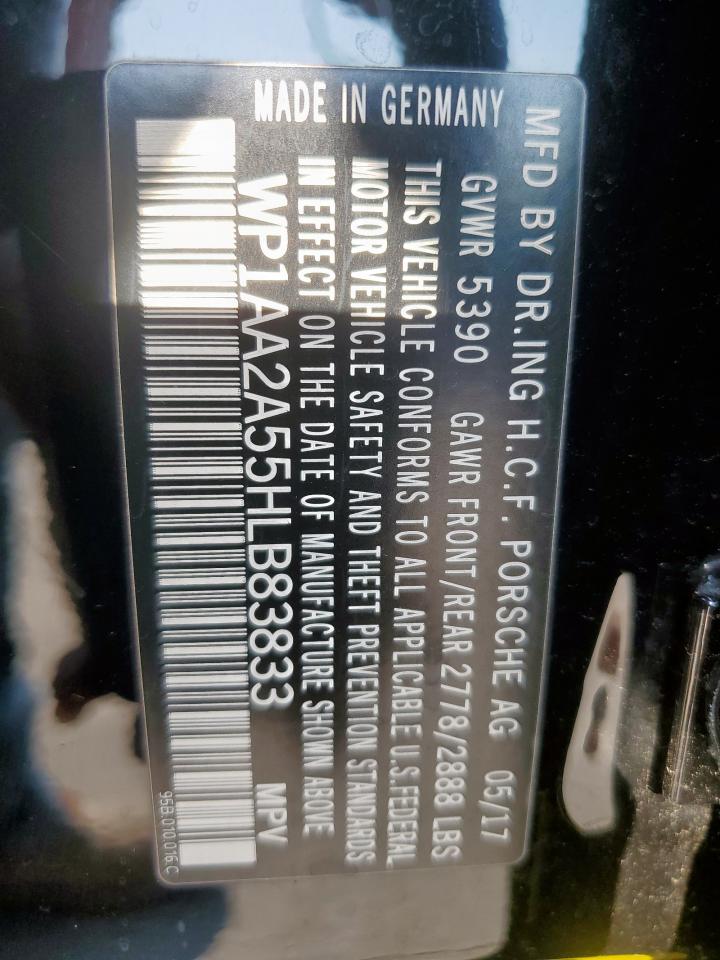 MFD BY DR.ING H.C.F. PORSCHE AG 05/17
GVWR 5390 GAWR FRONT/REAR 2778/2888 LBS
THIS VEHICLE CONFORMS TO ALL APPLICABLE U.S.FEDERAL
MOTOR VEHICLE SAFETY AND THEFT PREVENTION STANDARDS
IN EFFECT ON THE DATE OF MANUFACTURE SHOWN ABOVE
WP1AA2A55HLB83833 MPV
95B.010.016.C
MADE IN GERMANY